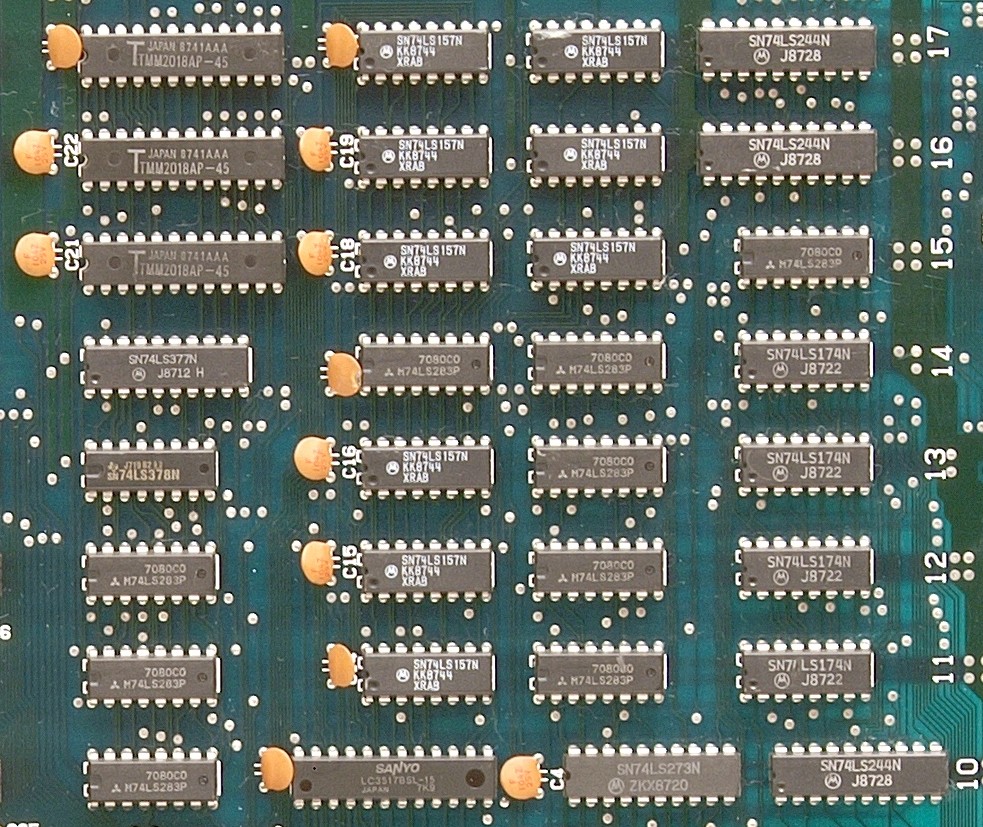 JAPAN 8741AAA
TMM2018AP-45
SN74LS157N
KK8744
XRAB
SN74LS157N
KK8744
XRAB
SN74LS244N
J8728
17
C22
JAPAN 8741AAA
TMM2018AP-45
C19
SN74LS157N
KK8744
XRAB
SN74LS157N
KK8744
XRAB
SN74LS244N
J8728
16
C21
JAPAN 8741AAA
TMM2018AP-45
C18
SN74LS157N
KK8744
XRAB
SN74LS157N
KK8744
XRAB
7080C0
M74LS283P
15
SN74LS377N
J8712 H
7080C0
M74LS283P
7080C0
M74LS283P
SN74LS174N
J8722
14
SN74LS378N
C16
SN74LS157N
KK8744
XRAB
7080C0
M74LS283P
SN74LS174N
J8722
13
7080C0
M74LS283P
C15
SN74LS157N
KK8744
XRAB
7080C0
M74LS283P
SN74LS174N
J8722
12
6
7080C0
M74LS283P
SN74LS157N
KK8744
XRAB
7080C0
M74LS283P
SN74LS174N
J8722
11
7080C0
M74LS283P
SANYO
LC3517BSL-15
JAPAN 7K9
C4
SN74LS273N
ZKX8720
SN74LS244N
J8728
10